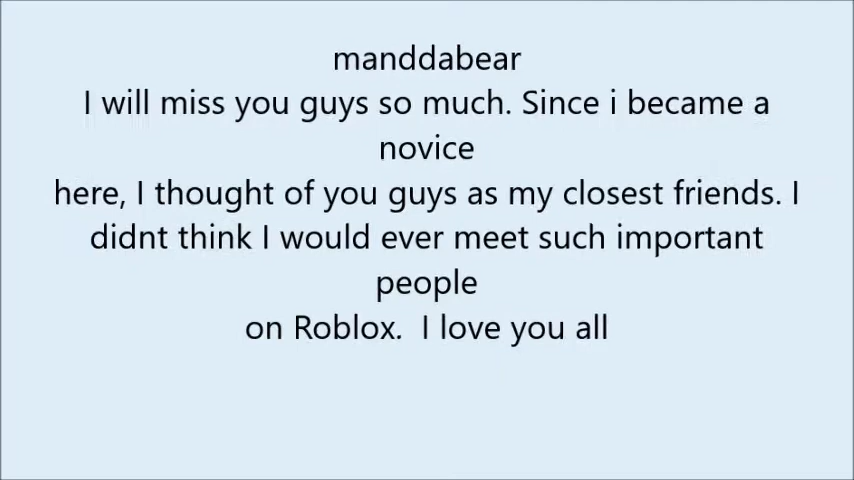 manddabear
I will miss you guys so much. Since i became a
novice
here, I thought of you guys as my closest friends. I
didnt think I would ever meet such important
people
on Roblox.  I love you all